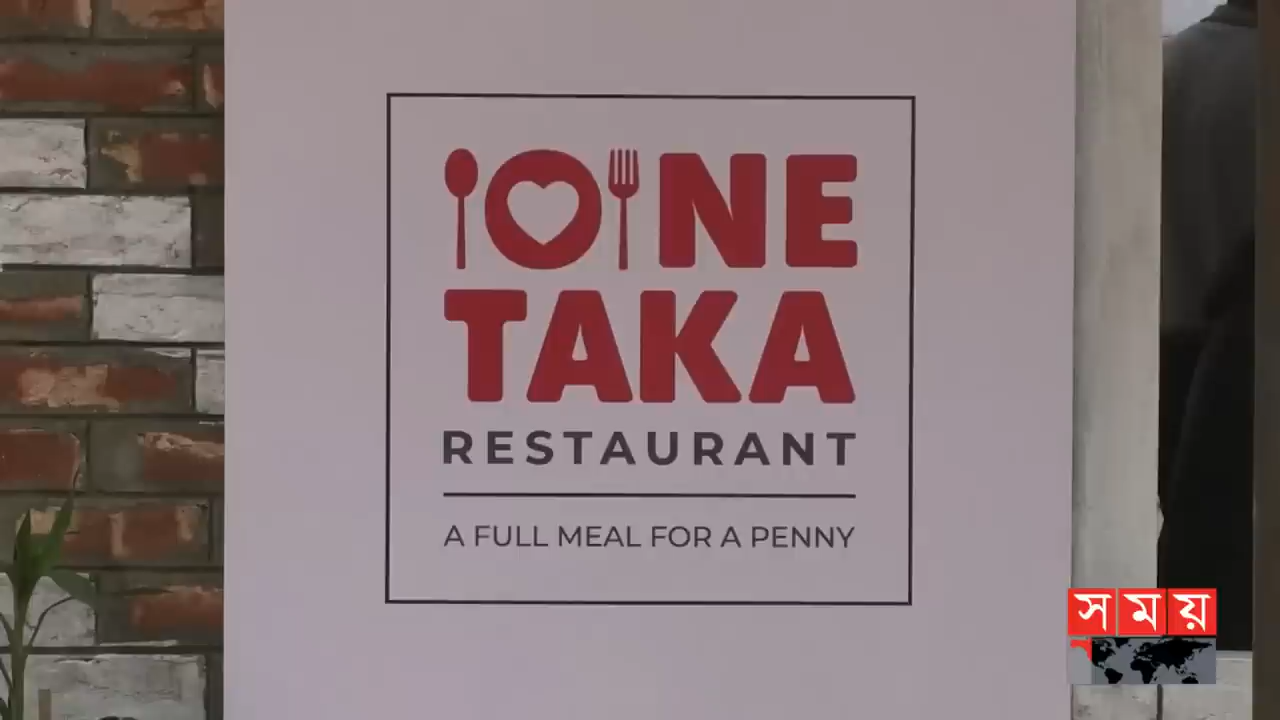 ONE
TAKA
RESTAURANT
A FULL MEAL FOR A PENNY
সময়